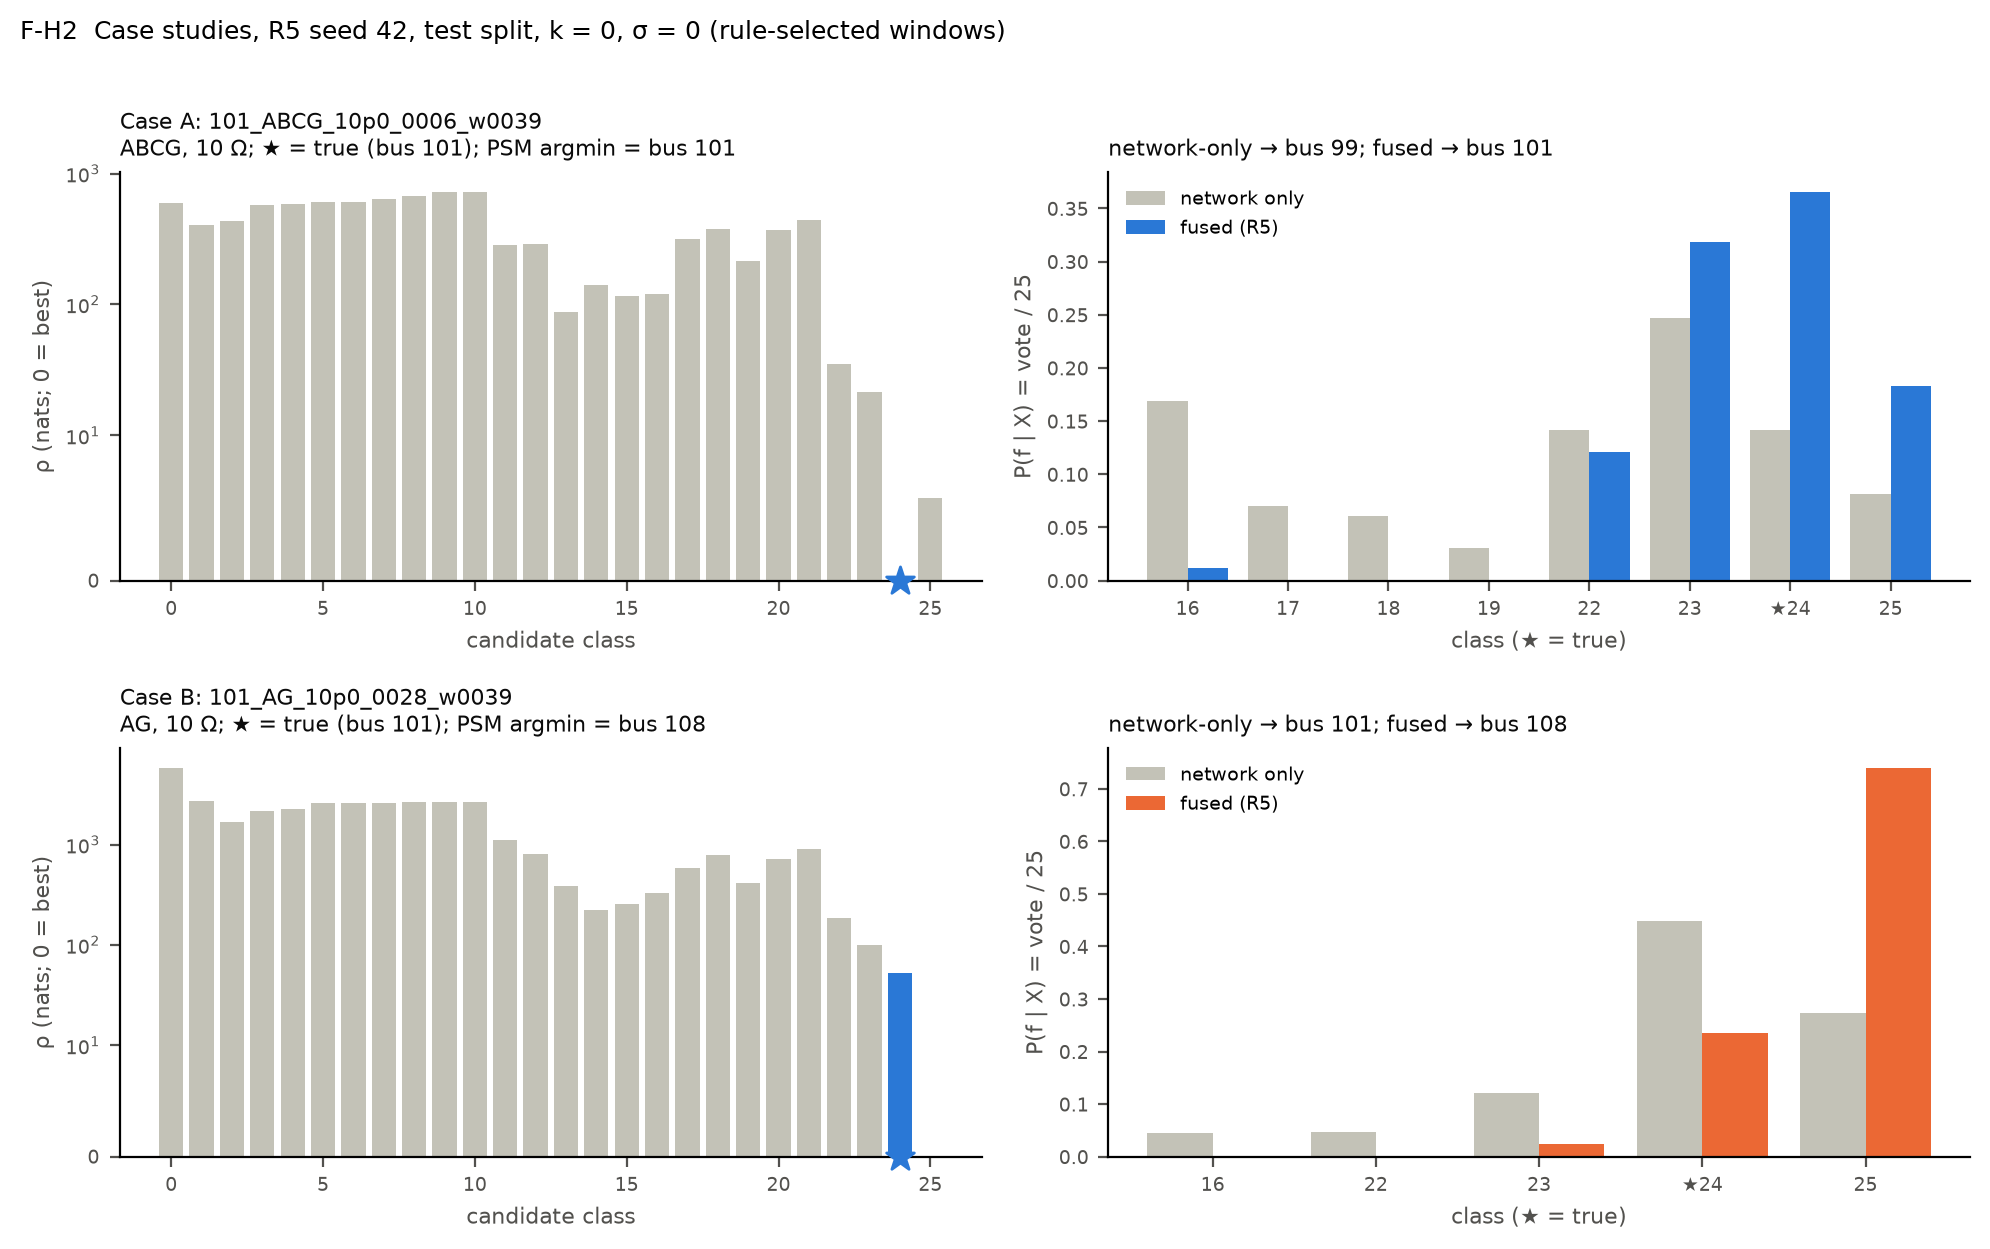 F-H2  Case studies, R5 seed 42, test split, k = 0, σ = 0 (rule-selected windows)
Case A: 101_ABCG_10p0_0006_w0039
ABCG, 10 Ω; ★ = true (bus 101); PSM argmin = bus 101
ρ (nats; 0 = best)
10³
10²
10¹
0
0 5 10 15 20 25
candidate class
network-only → bus 99; fused → bus 101
network only
fused (R5)
P(f | X) = vote / 25
0.35
0.30
0.25
0.20
0.15
0.10
0.05
0.00
16 17 18 19 22 23 ★24 25
class (★ = true)
Case B: 101_AG_10p0_0028_w0039
AG, 10 Ω; ★ = true (bus 101); PSM argmin = bus 108
ρ (nats; 0 = best)
10³
10²
10¹
0
0 5 10 15 20 25
candidate class
network-only → bus 101; fused → bus 108
network only
fused (R5)
P(f | X) = vote / 25
0.7
0.6
0.5
0.4
0.3
0.2
0.1
0.0
16 22 23 ★24 25
class (★ = true)